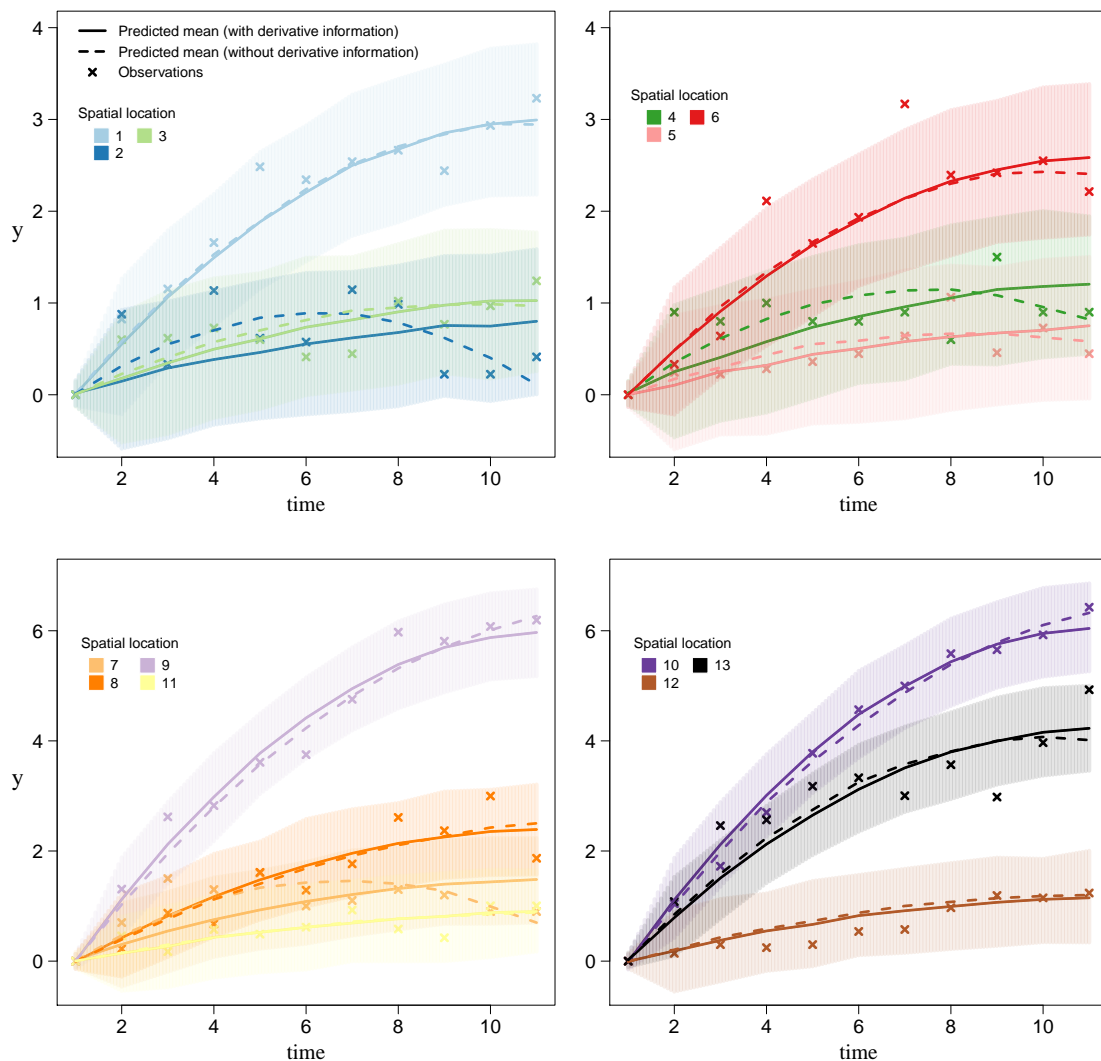 Predicted mean (with derivative information)
Predicted mean (without derivative information)
Observations
Spatial location
1 3
2
y
4
3
2
1
0
2 4 6 8 10
time
Spatial location
4 6
5
4
3
2
1
0
2 4 6 8 10
time
Spatial location
7 9
8 11
y
6
4
2
0
2 4 6 8 10
time
Spatial location
10 13
12
6
4
2
0
2 4 6 8 10
time